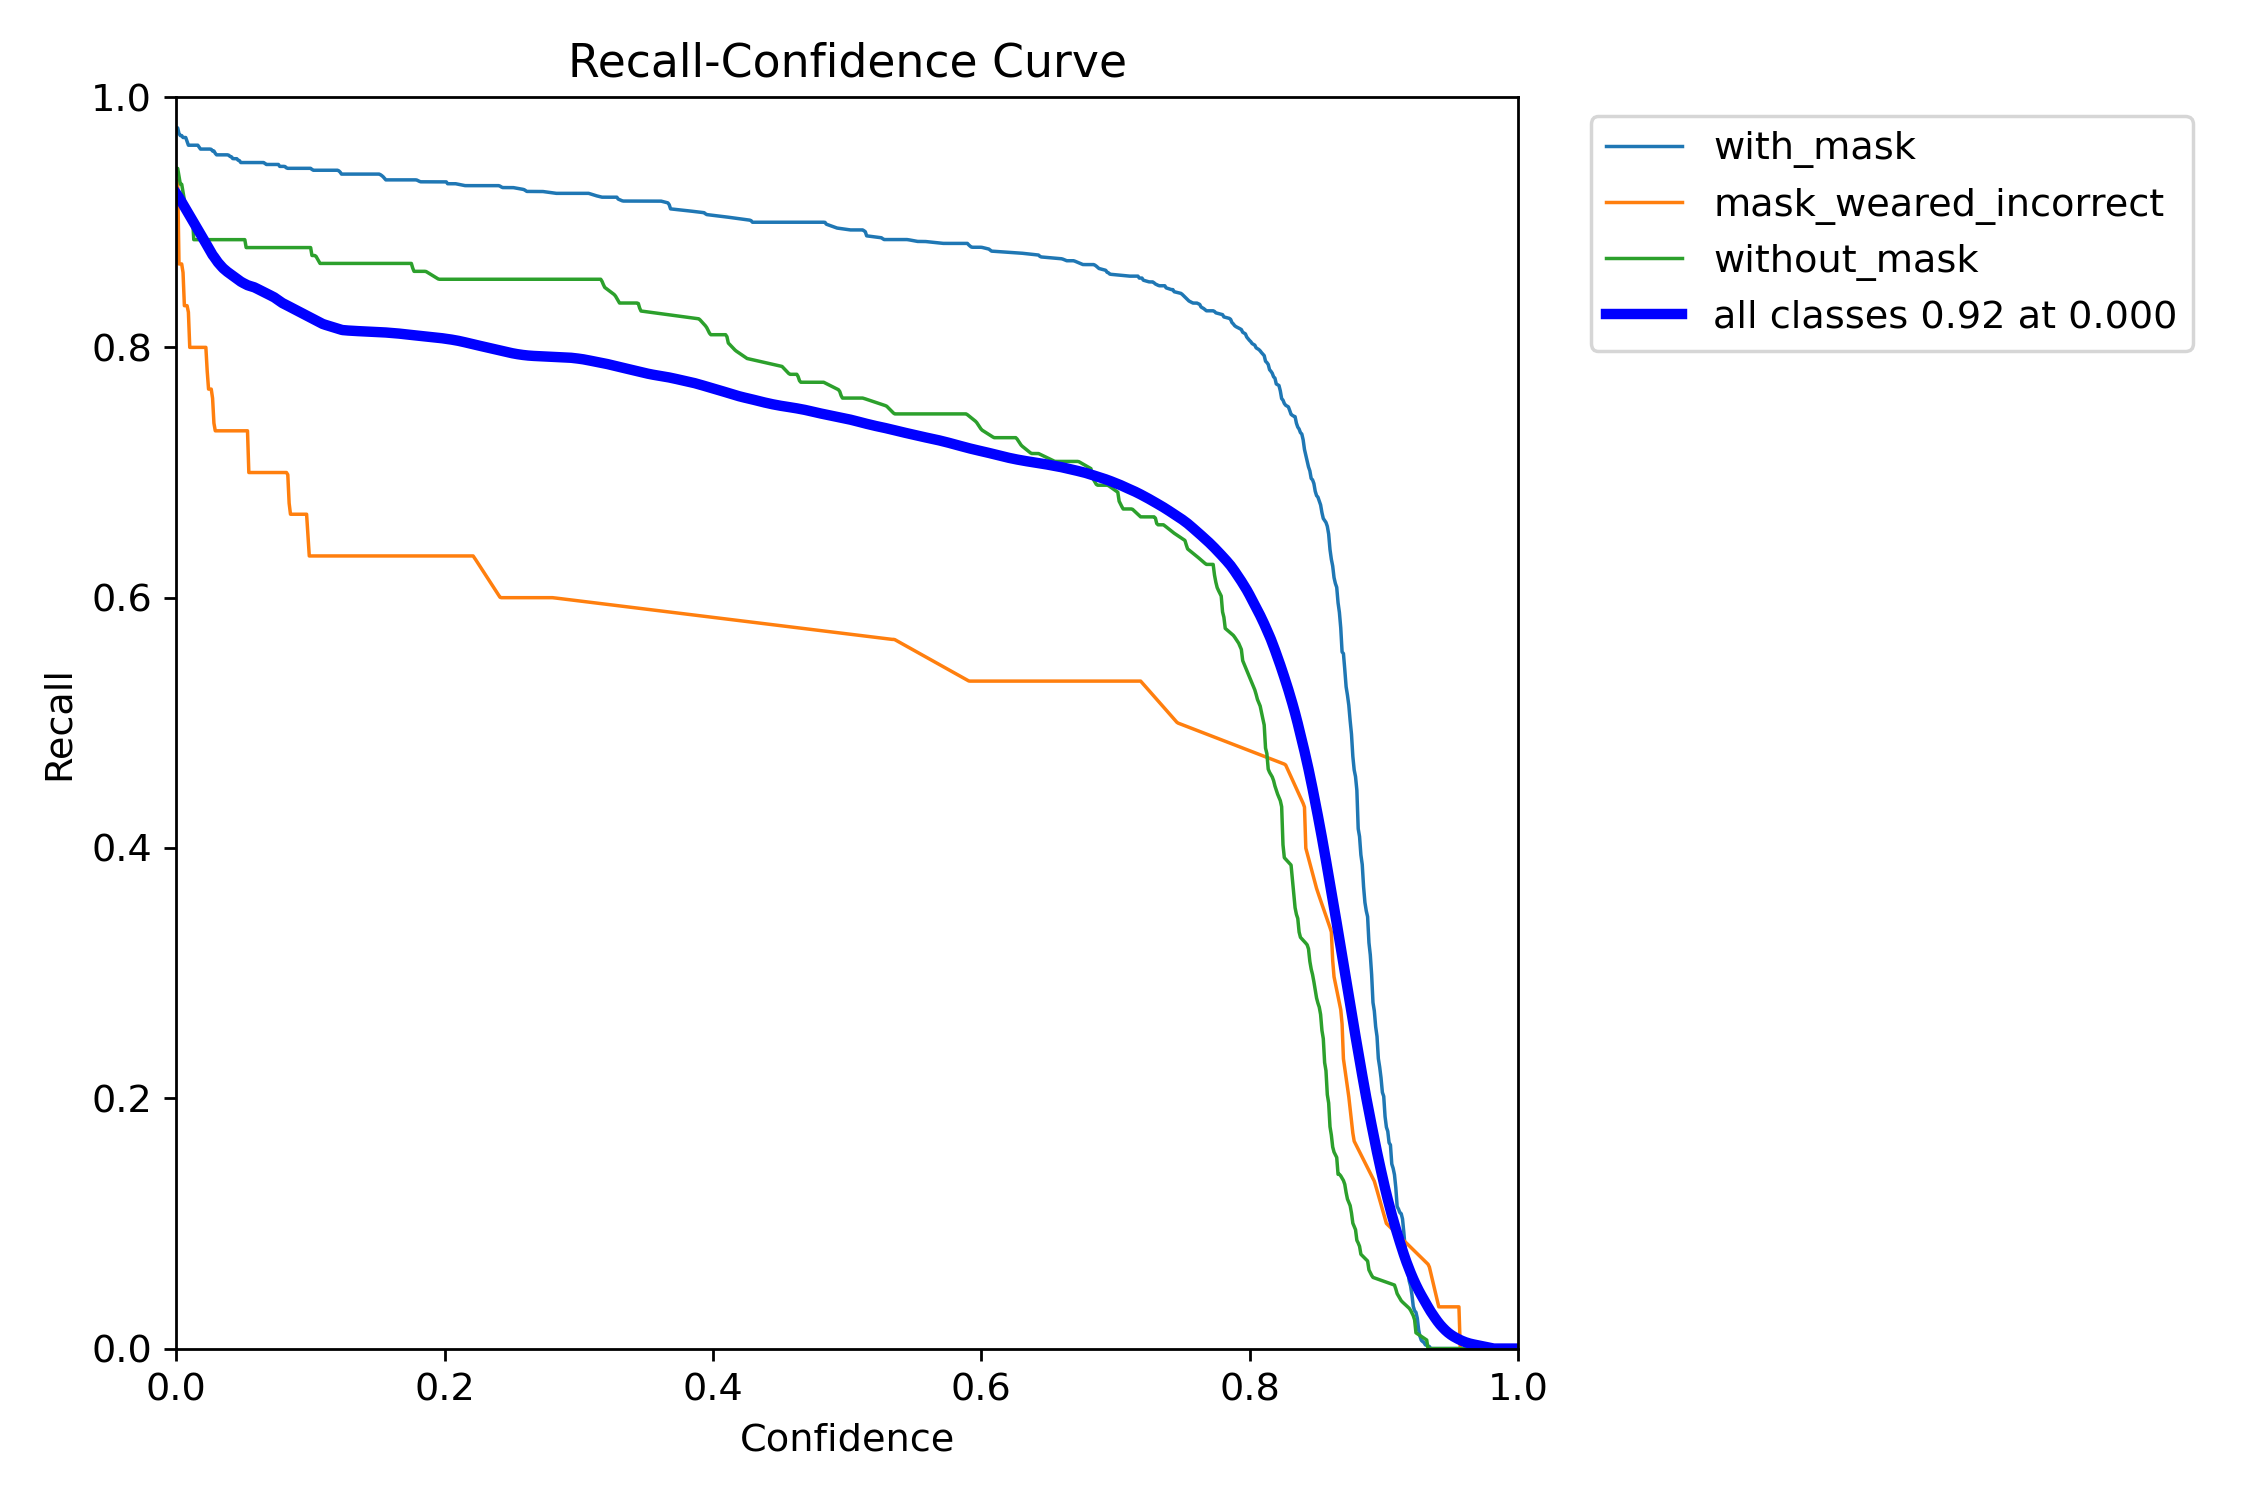 Recall-Confidence Curve
1.0
0.8
0.6
0.4
0.2
0.0
Recall
0.0 0.2 0.4 0.6 0.8 1.0
Confidence
with_mask
mask_weared_incorrect
without_mask
all classes 0.92 at 0.000